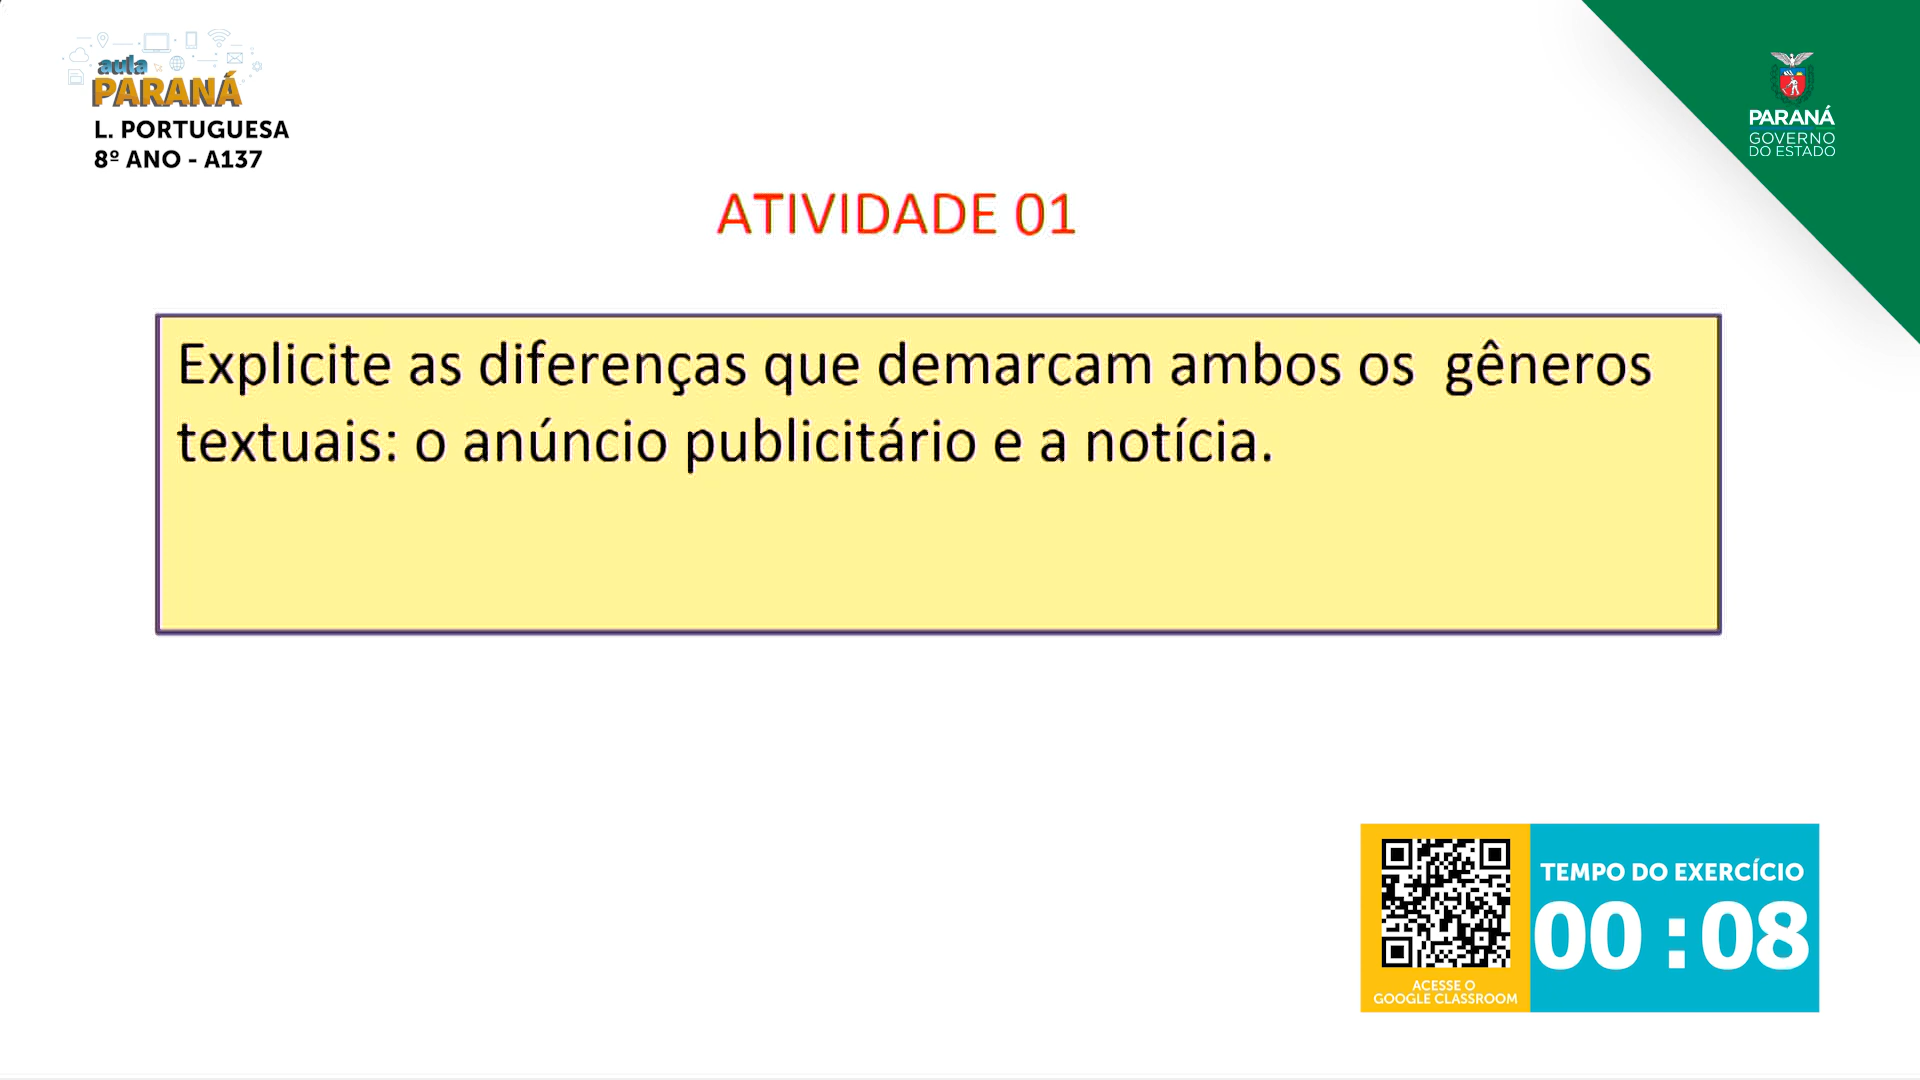 aula
PARANÁ
L. PORTUGUESA
8º ANO - A137
PARANÁ
GOVERNO
DO ESTADO
ATIVIDADE 01
Explicite as diferenças que demarcam ambos os gêneros
textuais: o anúncio publicitário e a notícia.
TEMPO DO EXERCÍCIO
00 : 08
ACESSE O
GOOGLE CLASSROOM